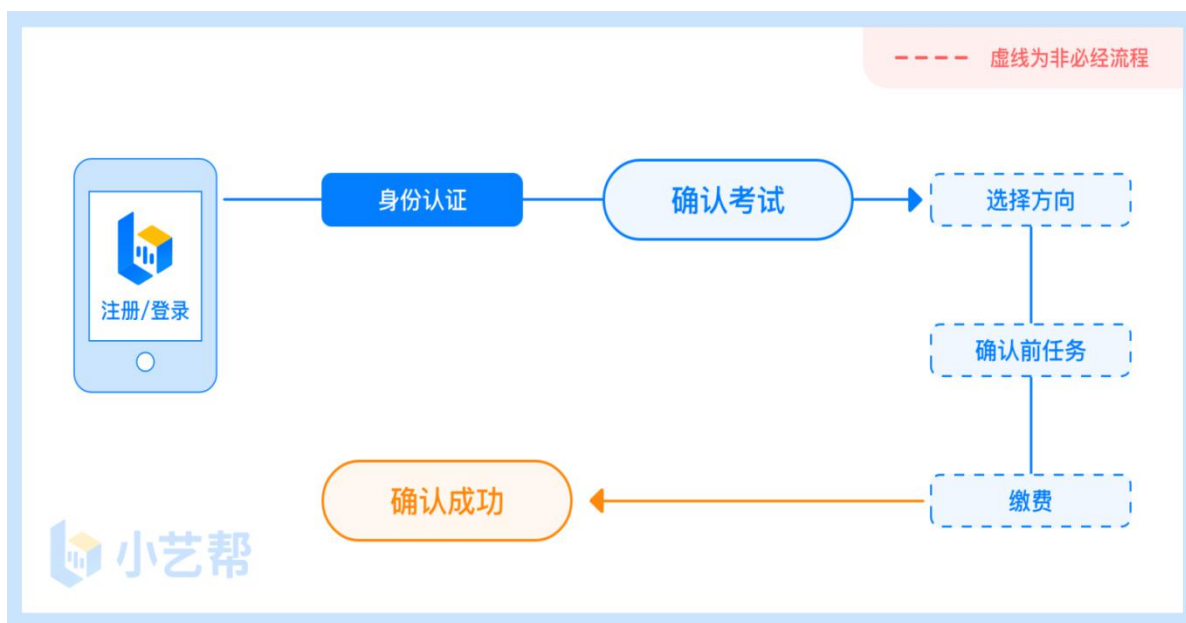 虚线为非必经流程
身份认证
确认考试
选择方向
注册/登录
确认前任务
确认成功
缴费
小艺帮